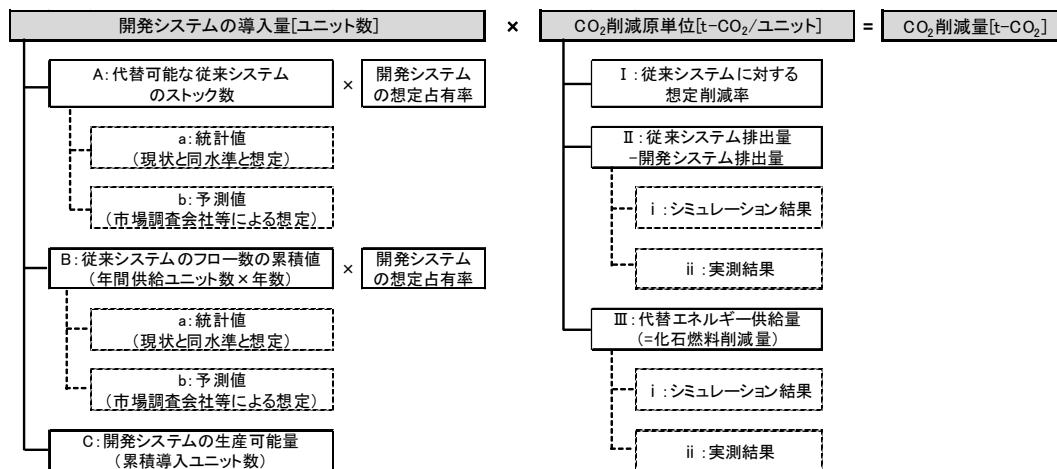 開発システムの導入量[ユニット数] × CO₂削減原単位[t-CO₂/ユニット] = CO₂削減量[t-CO₂]
A:代替可能な従来システム
のストック数
×
開発システム
の想定占有率
a:統計値
(現状と同水準と想定)
b:予測値
(市場調査会社等による想定)
B:従来システムのフロー数の累積値
(年間供給ユニット数×年数)
×
開発システム
の想定占有率
a:統計値
(現状と同水準と想定)
b:予測値
(市場調査会社等による想定)
C:開発システムの生産可能量
(累積導入ユニット数)
Ⅰ:従来システムに対する
想定削減率
Ⅱ:従来システム排出量
-開発システム排出量
ⅰ:シミュレーション結果
ⅱ:実測結果
Ⅲ:代替エネルギー供給量
(=化石燃料削減量)
ⅰ:シミュレーション結果
ⅱ:実測結果